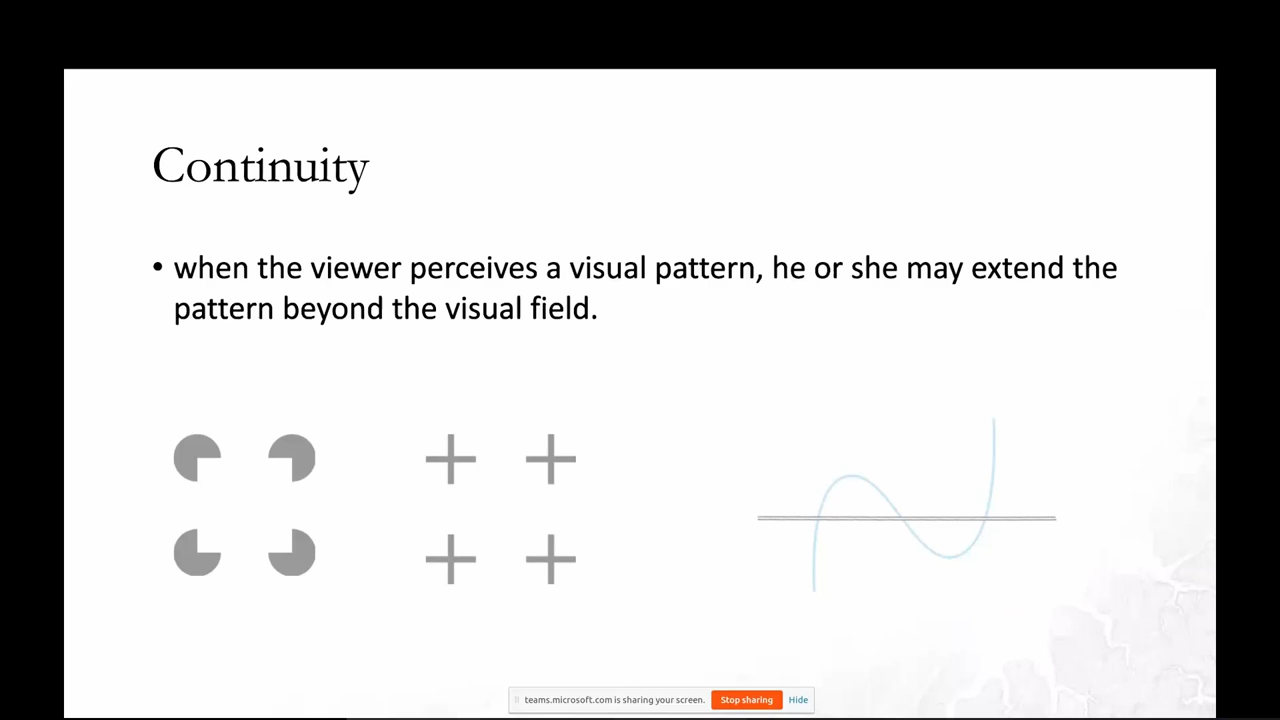 Continuity
• when the viewer perceives a visual pattern, he or she may extend the
pattern beyond the visual field.
teams.microsoft.com is sharing your screen. Stop sharing Hide